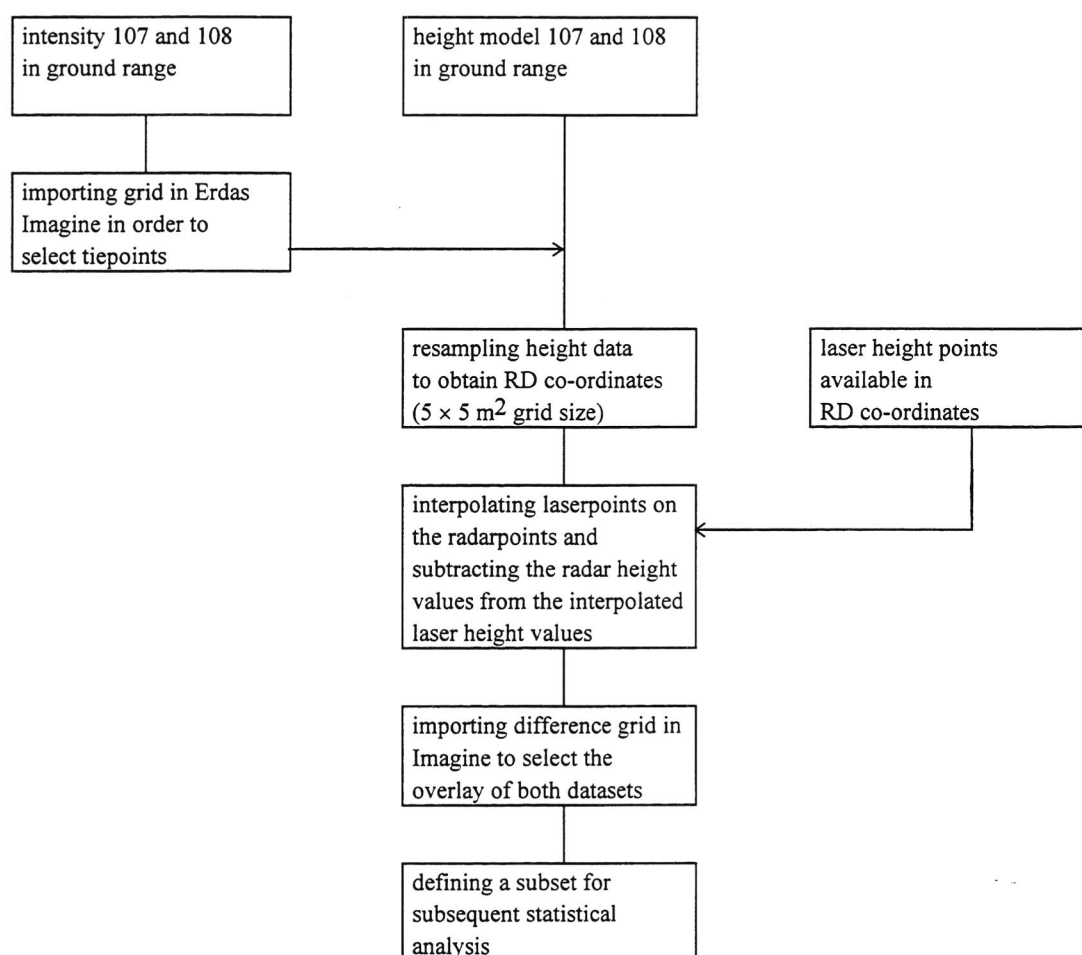 intensity 107 and 108
in ground range
height model 107 and 108
in ground range
importing grid in Erdas
Imagine in order to
select tiepoints
resampling height data
to obtain RD co-ordinates
(5 × 5 m2 grid size)
laser height points
available in
RD co-ordinates
interpolating laserpoints on
the radarpoints and
subtracting the radar height
values from the interpolated
laser height values
importing difference grid in
Imagine to select the
overlay of both datasets
defining a subset for
subsequent statistical
analysis